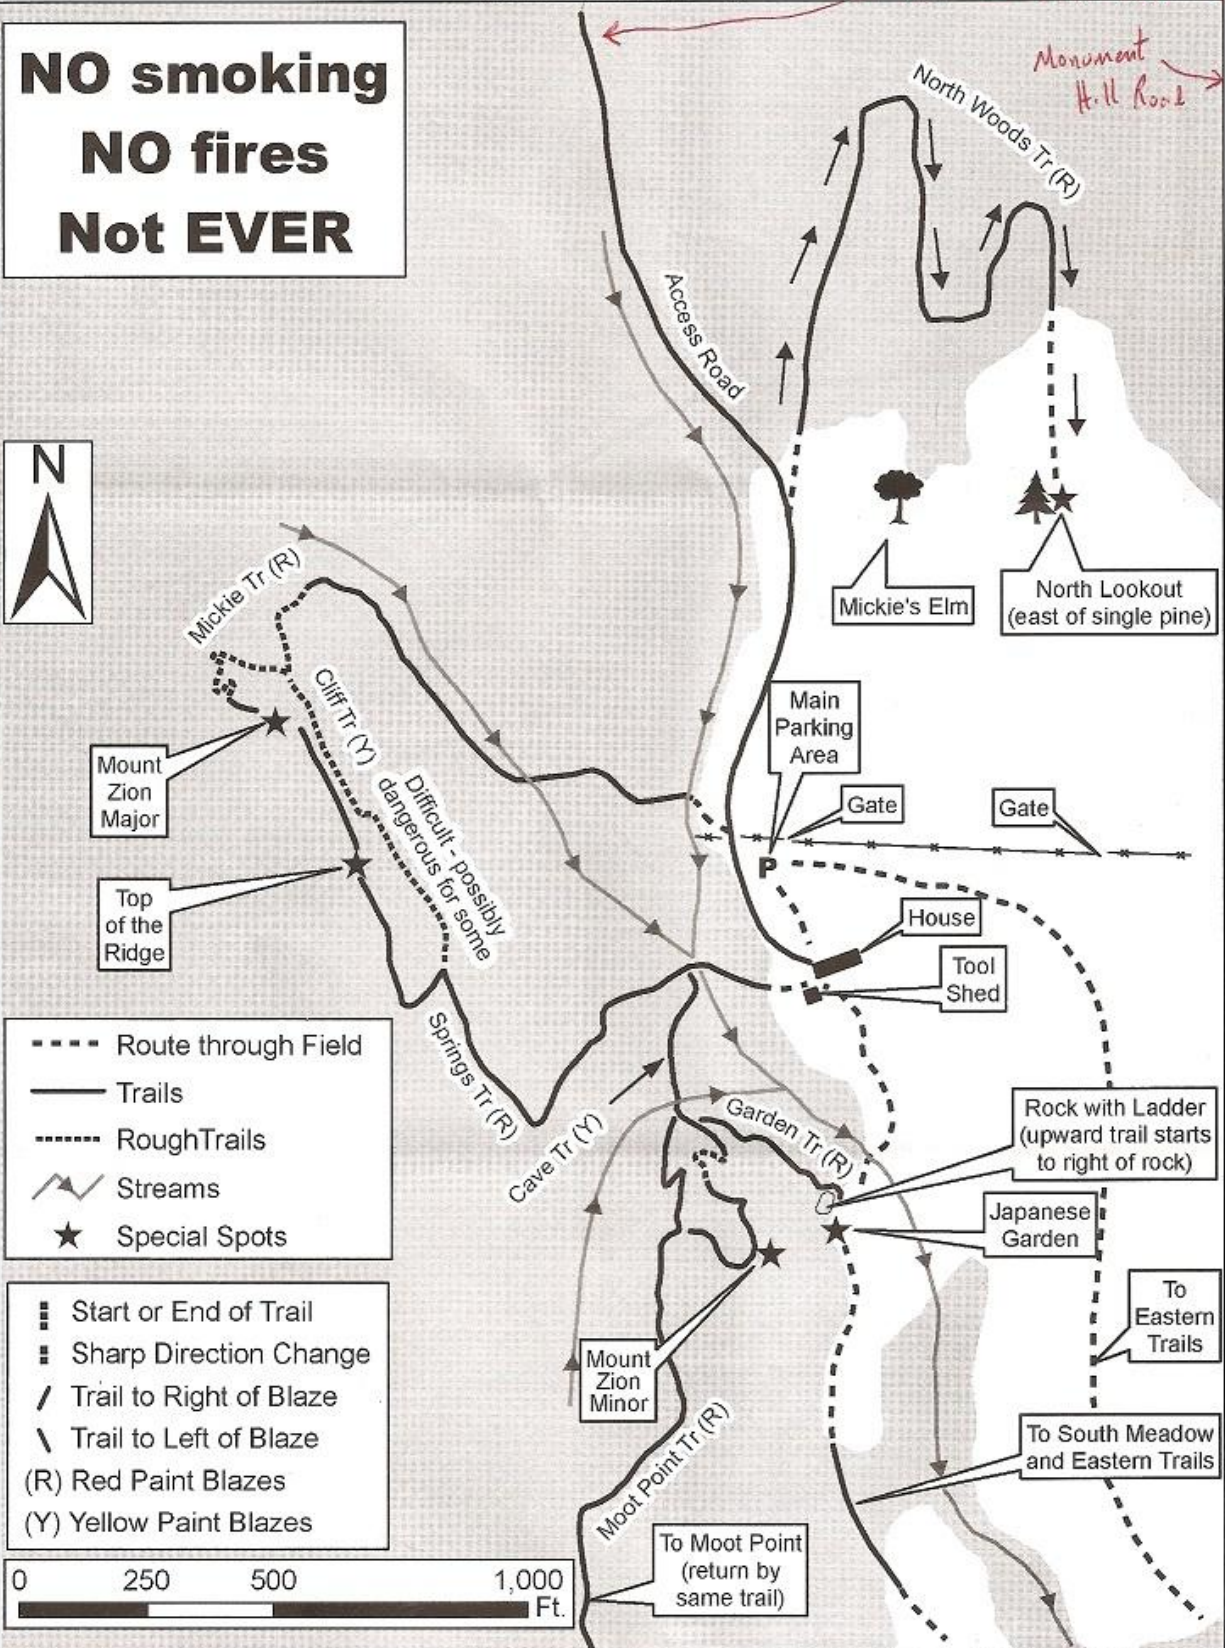 NO smoking
NO fires
Not EVER
Monument
Hill Road
North Woods Tr (R)
Access Road
N
Mickie's Elm
North Lookout
(east of single pine)
Mickie Tr (R)
Cliff Tr (Y)
Difficult - possibly
dangerous for some
Main
Parking
Area
Mount
Zion
Major
Gate
Gate
P
Top
of the
Ridge
House
Tool
Shed
Route through Field
Trails
RoughTrails
Streams
Special Spots
Springs Tr (R)
Cave Tr (Y)
Garden Tr (R)
Rock with Ladder
(upward trail starts
to right of rock)
Japanese
Garden
To
Eastern
Trails
Start or End of Trail
Sharp Direction Change
Trail to Right of Blaze
Trail to Left of Blaze
(R) Red Paint Blazes
(Y) Yellow Paint Blazes
Mount
Zion
Minor
Moot Point Tr (R)
To South Meadow
and Eastern Trails
To Moot Point
(return by
same trail)
0 250 500 1,000
Ft.